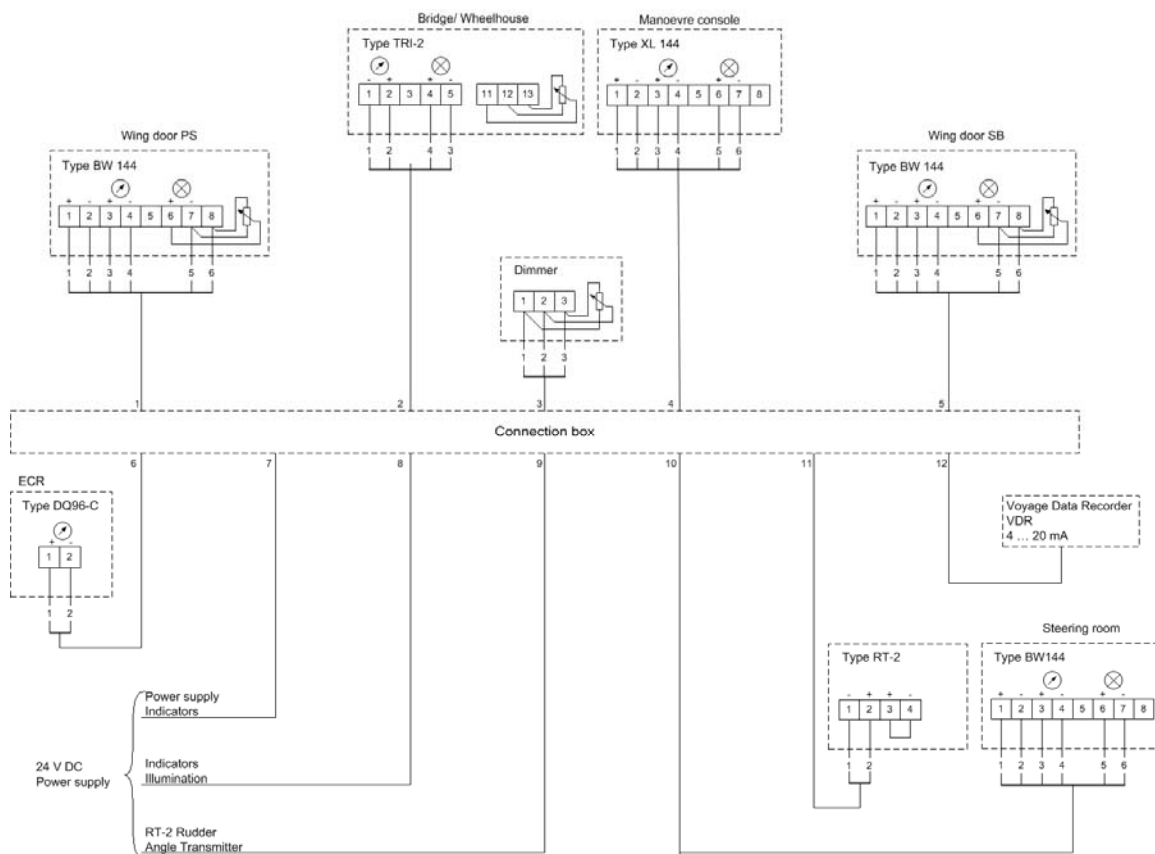 Bridge/ Wheelhouse
Type TRI-2
- + + -
1 2 3 4 5
11 12 13
1 2 4 3
Manoevre console
Type XL 144
+ - + - + -
1 2 3 4 5 6 7 8
1 2 3 4 5 6
Wing door PS
Type BW 144
+ - + - + -
1 2 3 4 5 6 7 8
1 2 3 4 5 6
Wing door SB
Type BW 144
+ - + - + -
1 2 3 4 5 6 7 8
1 2 3 4 5 6
Dimmer
1 2 3
1 2 3
1 2 3 4 5
Connection box
6 7 8 9 10 11 12
ECR
Type DQ96-C
+ -
1 2
1 2
Voyage Data Recorder
VDR
4 ... 20 mA
Steering room
Type RT-2
- + + -
1 2 3 4
1 2
Type BW144
+ - + - + -
1 2 3 4 5 6 7 8
1 2 3 4 5 6
24 V DC
Power supply
Power supply
Indicators
Indicators
Illumination
RT-2 Rudder
Angle Transmitter